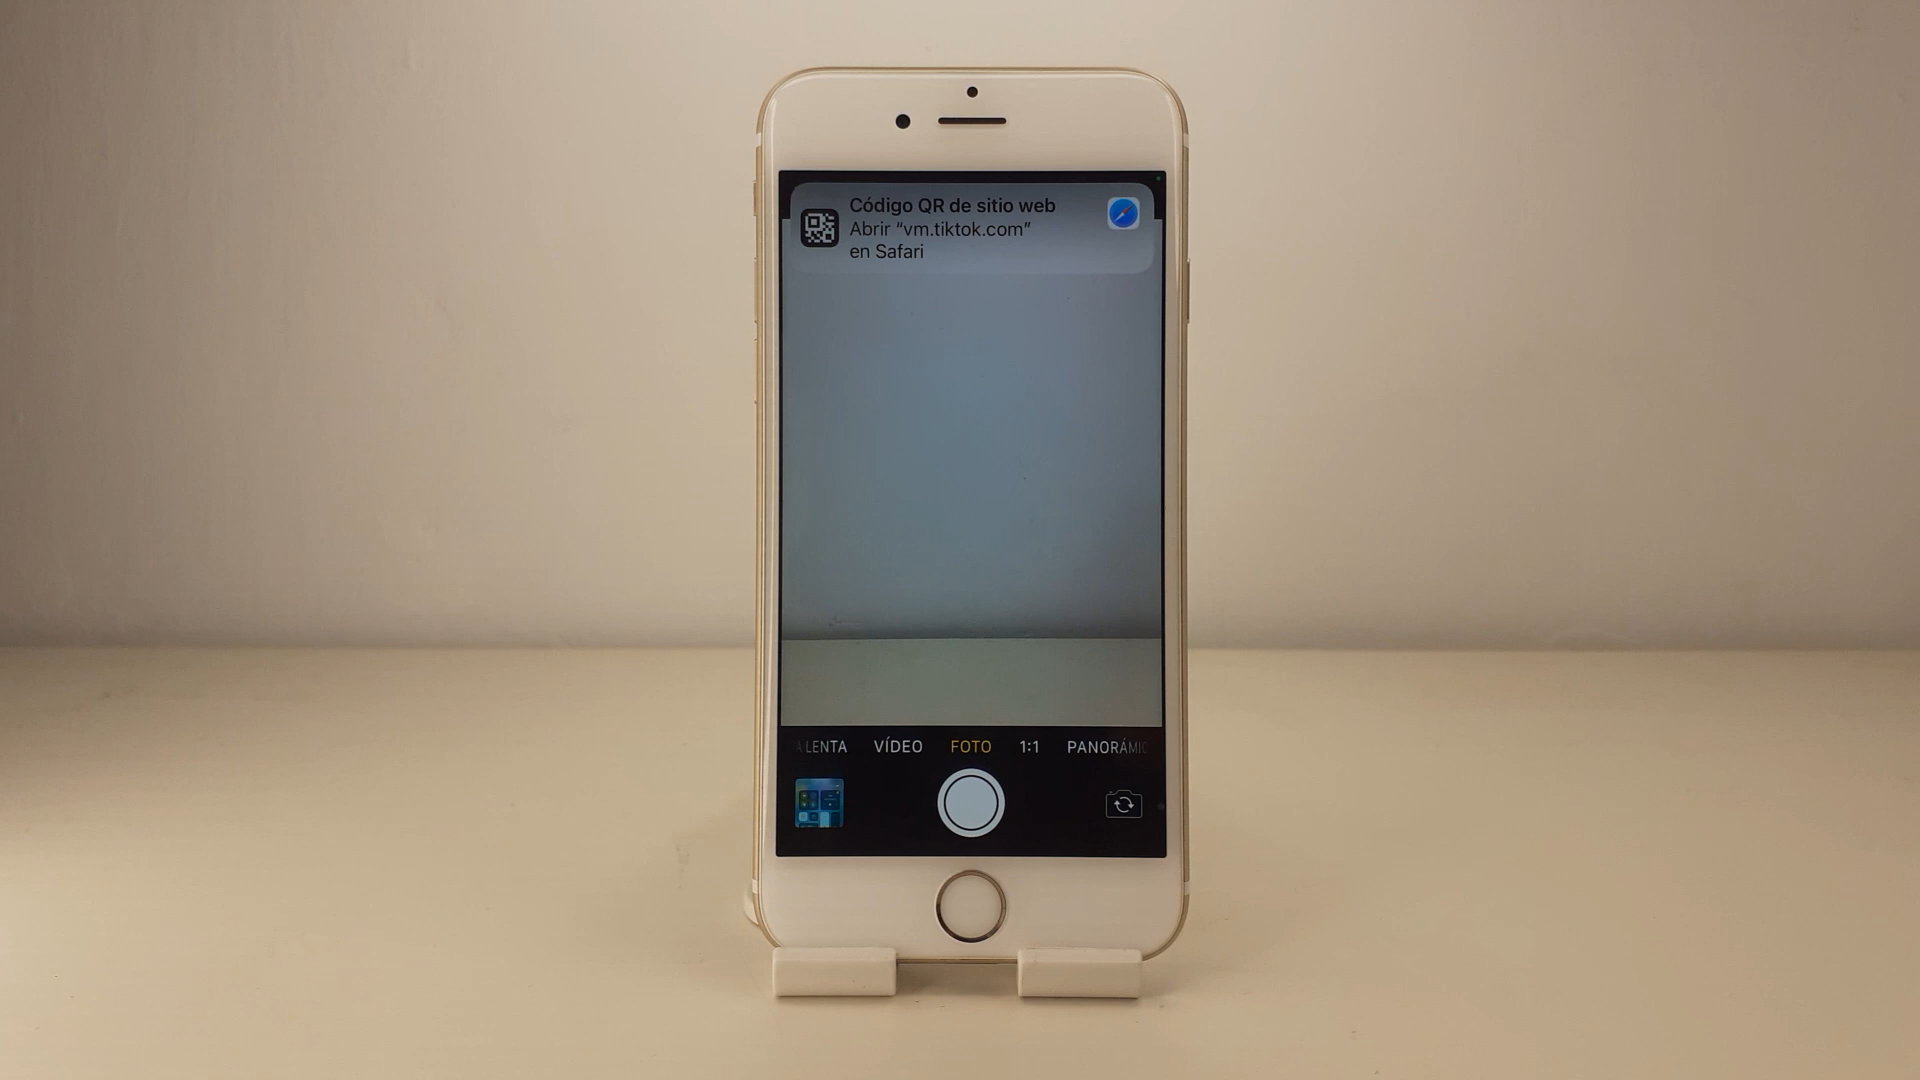 Código QR de sitio web
Abrir “vm.tiktok.com”
en Safari
A LENTA VÍDEO FOTO 1:1 PANORÁMIC